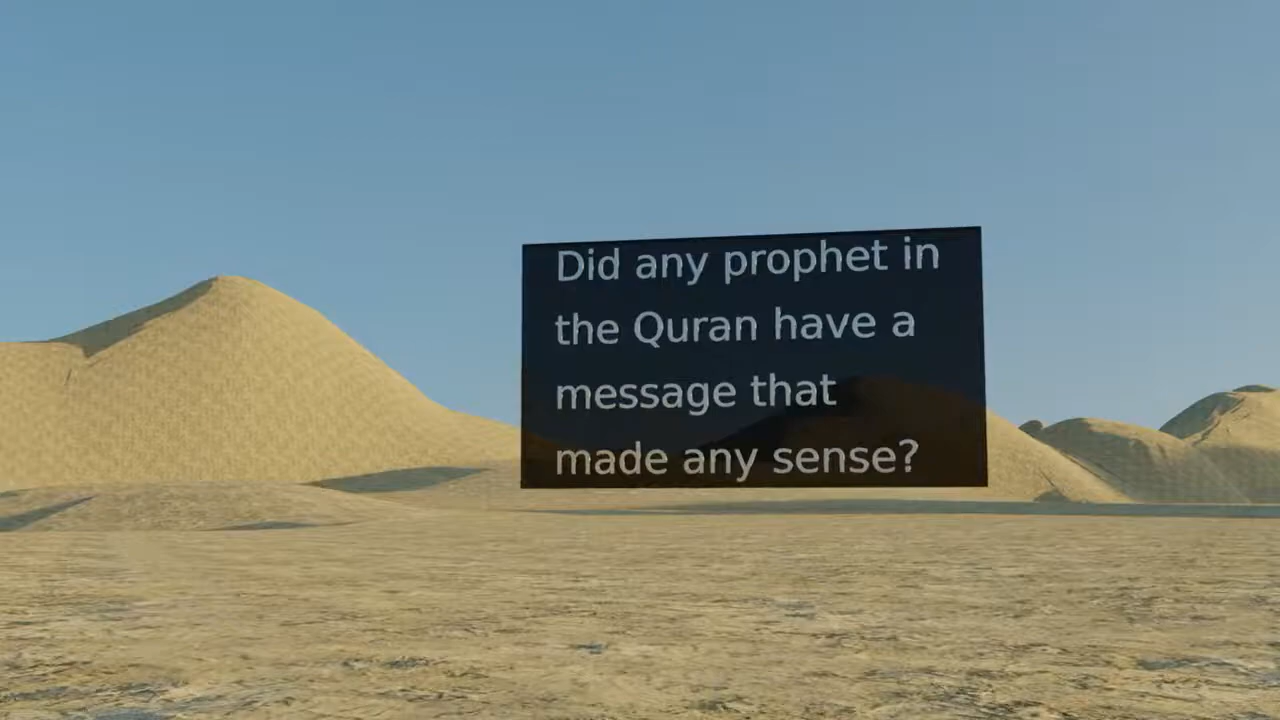 Did any prophet in
the Quran have a
message that
made any sense?